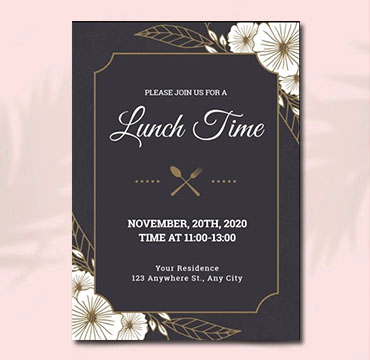 PLEASE JOIN US FOR A
Lunch Time
NOVEMBER, 20TH, 2020
TIME AT 11:00-13:00
Your Residence
123 Anywhere St., Any City